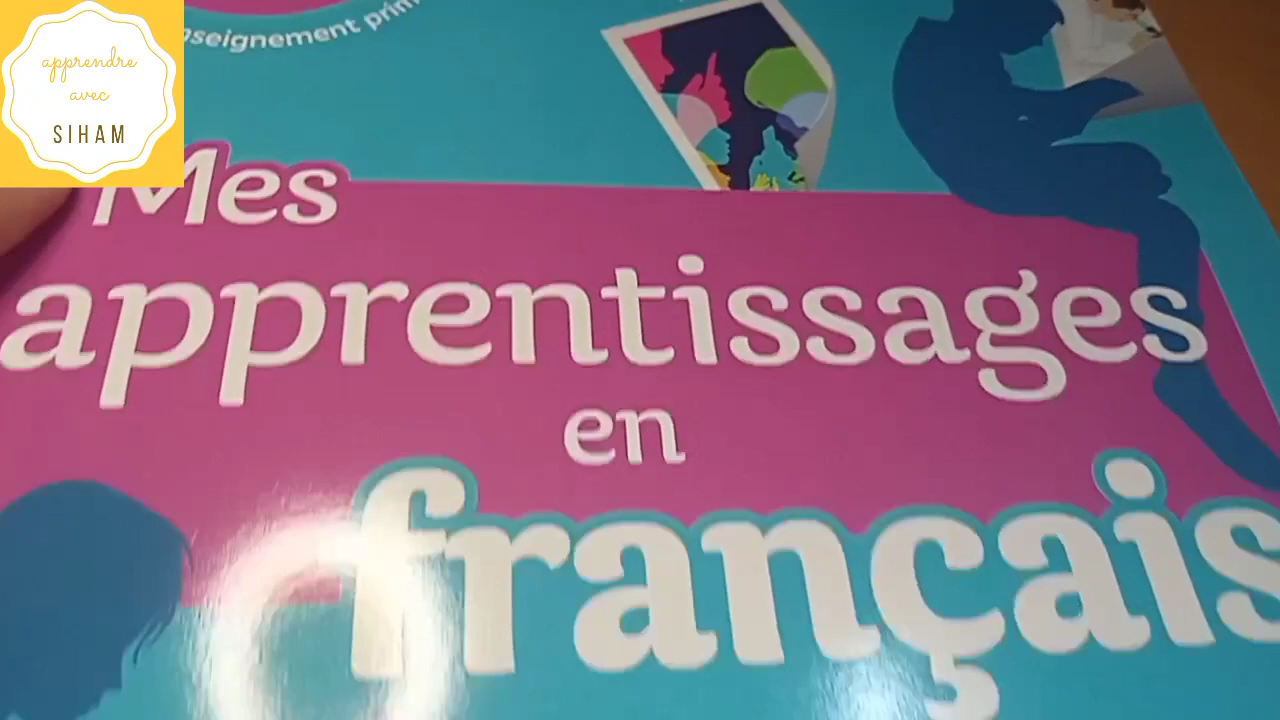 apprendre
avec
SIHAM
Mes
apprentissages
en
français